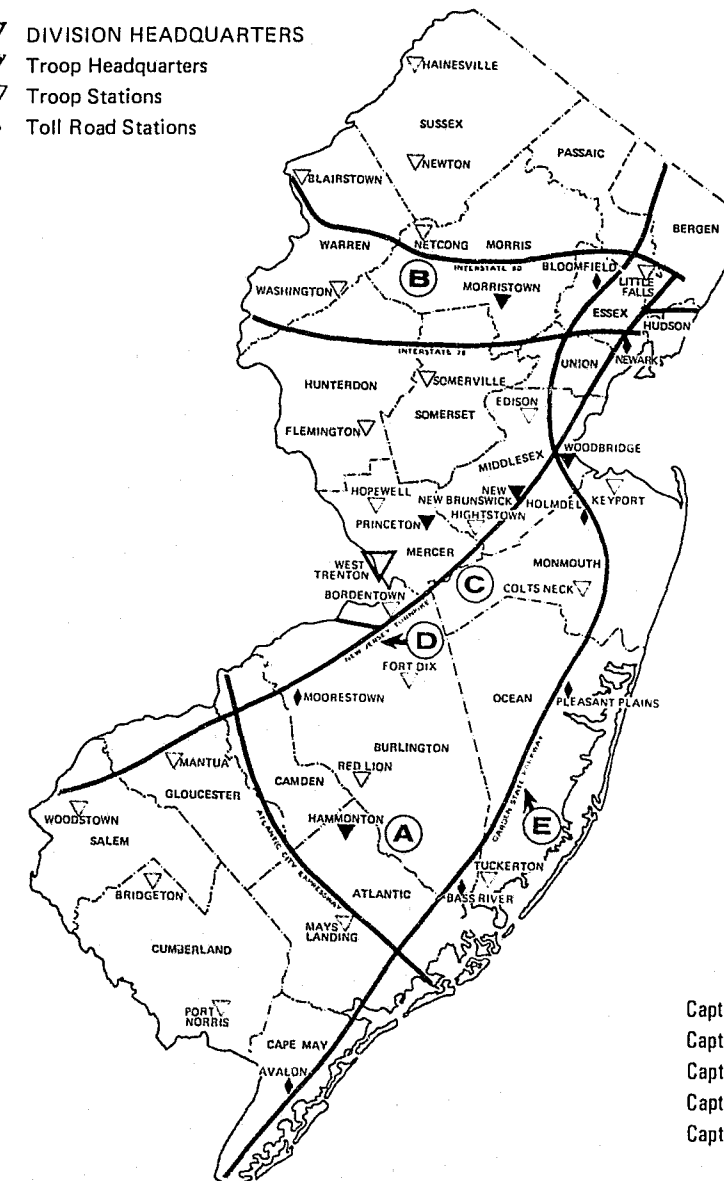 DIVISION HEADQUARTERS
Troop Headquarters
Troop Stations
Toll Road Stations
HAINESVILLE
SUSSEX
PASSAIC
NEWTON
BLAIRSTOWN
BERGEN
WARREN
NETCONG
MORRIS
BLOOMFIELD
INTERSTATE 80
B
LITTLE
FALLS
WASHINGTON
MORRISTOWN
ESSEX
HUDSON
NEWARK
INTERSTATE 78
UNION
HUNTERDON
SOMERVILLE
EDISON
SOMERSET
FLEMINGTON
WOODBRIDGE
MIDDLESEX
HOPEWELL
NEW
NEW BRUNSWICK
HOLMDEL
KEYPORT
HIGHTSTOWN
PRINCETON
MERCER
WEST
TRENTON
MONMOUTH
C
COLTS NECK
BORDENTOWN
NEW JERSEY TURNPIKE
D
FORT DIX
MOORESTOWN
OCEAN
PLEASANT PLAINS
BURLINGTON
MANTUA
CAMDEN
RED LION
GLOUCESTER
GARDEN STATE PARKWAY
WOODSTOWN
SALEM
HAMMONTON
A
E
ATLANTIC CITY EXPRESSWAY
TUCKERTON
BRIDGETON
ATLANTIC
BASS RIVER
MAYS
LANDING
CUMBERLAND
PORT
NORRIS
CAPE MAY
AVALON
Capt
Capt
Capt
Capt
Capt